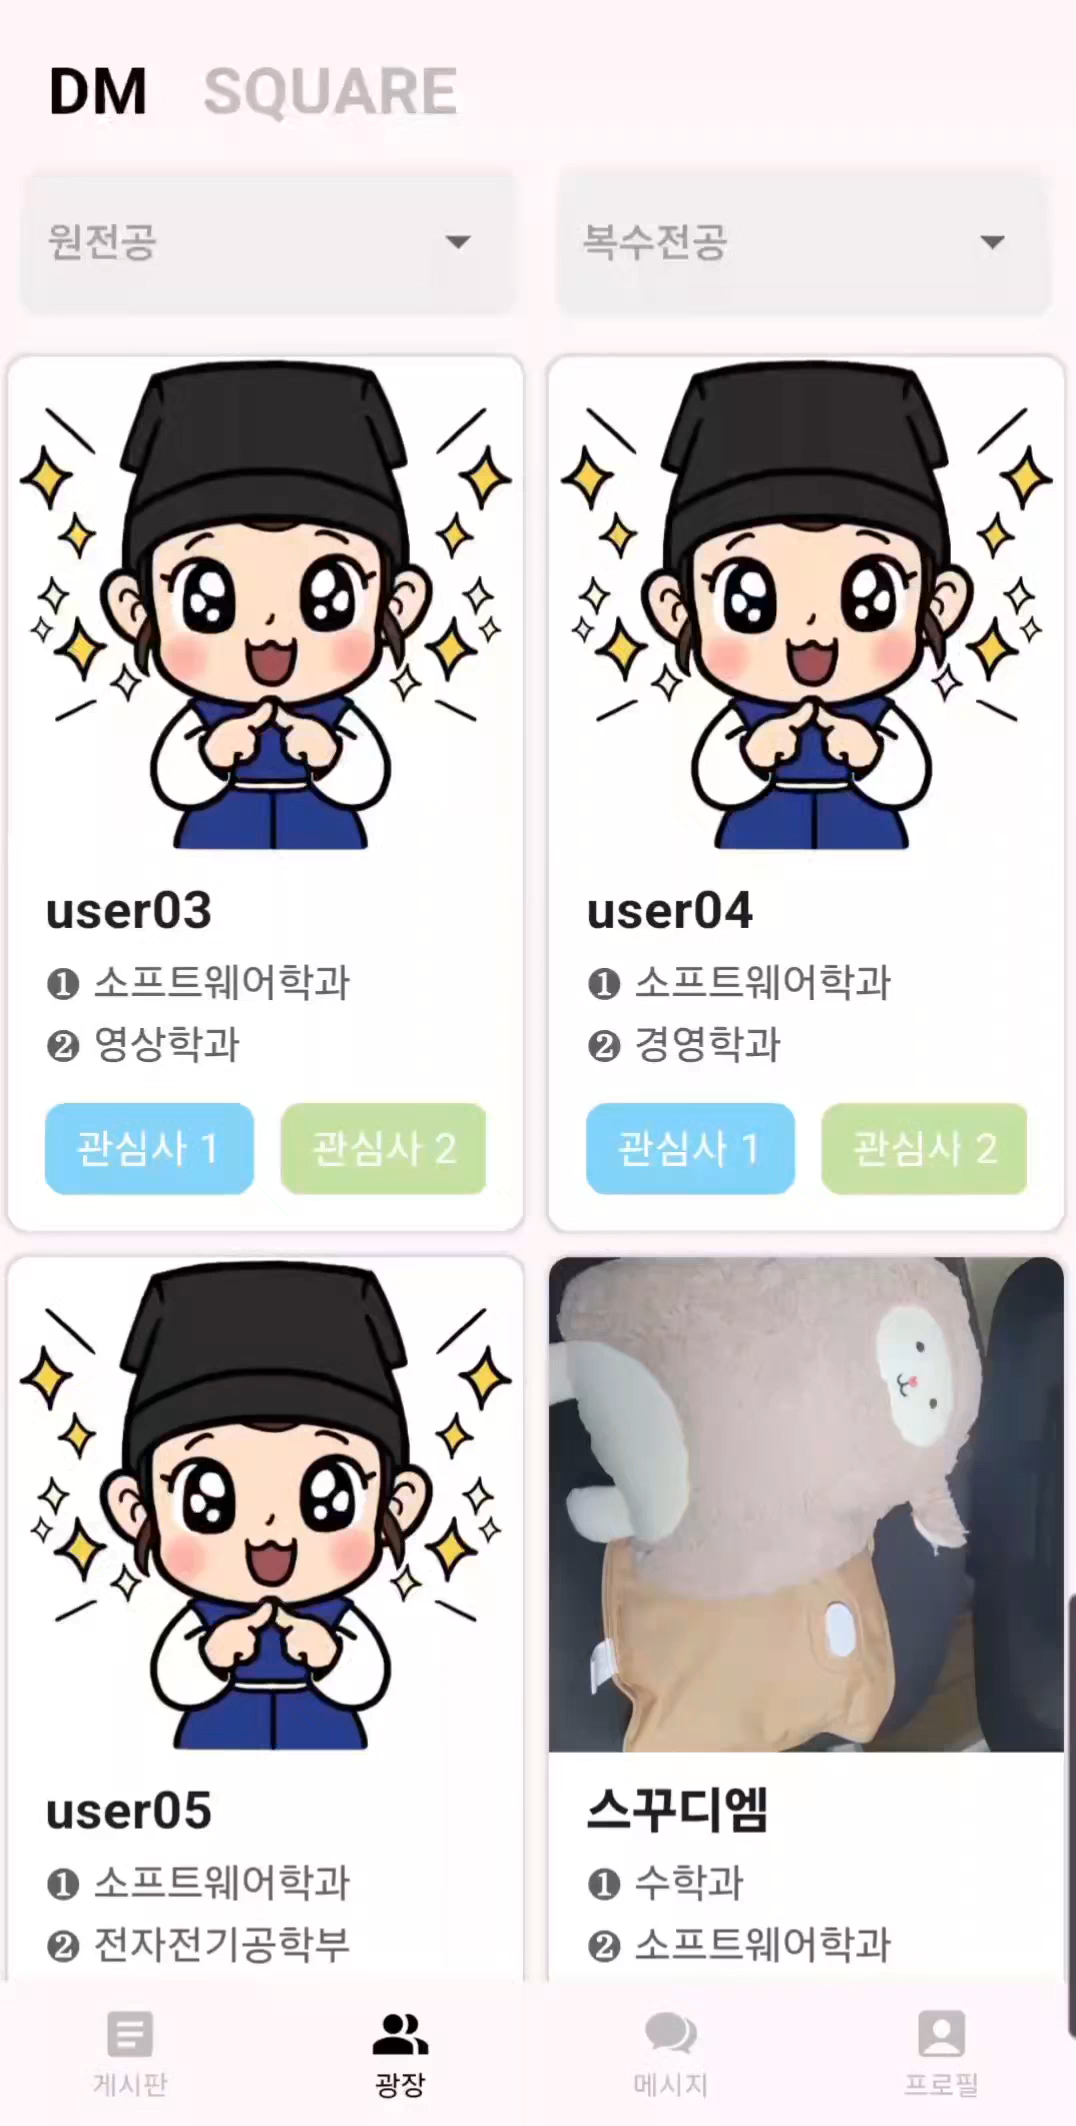 DM SQUARE
원전공 복수전공
user03
❶ 소프트웨어학과
❷ 영상학과
관심사 1 관심사 2
user04
❶ 소프트웨어학과
❷ 경영학과
관심사 1 관심사 2
user05
❶ 소프트웨어학과
❷ 전자전기공학부
스꾸디엠
❶ 수학과
❷ 소프트웨어학과
게시판 광장 메시지 프로필